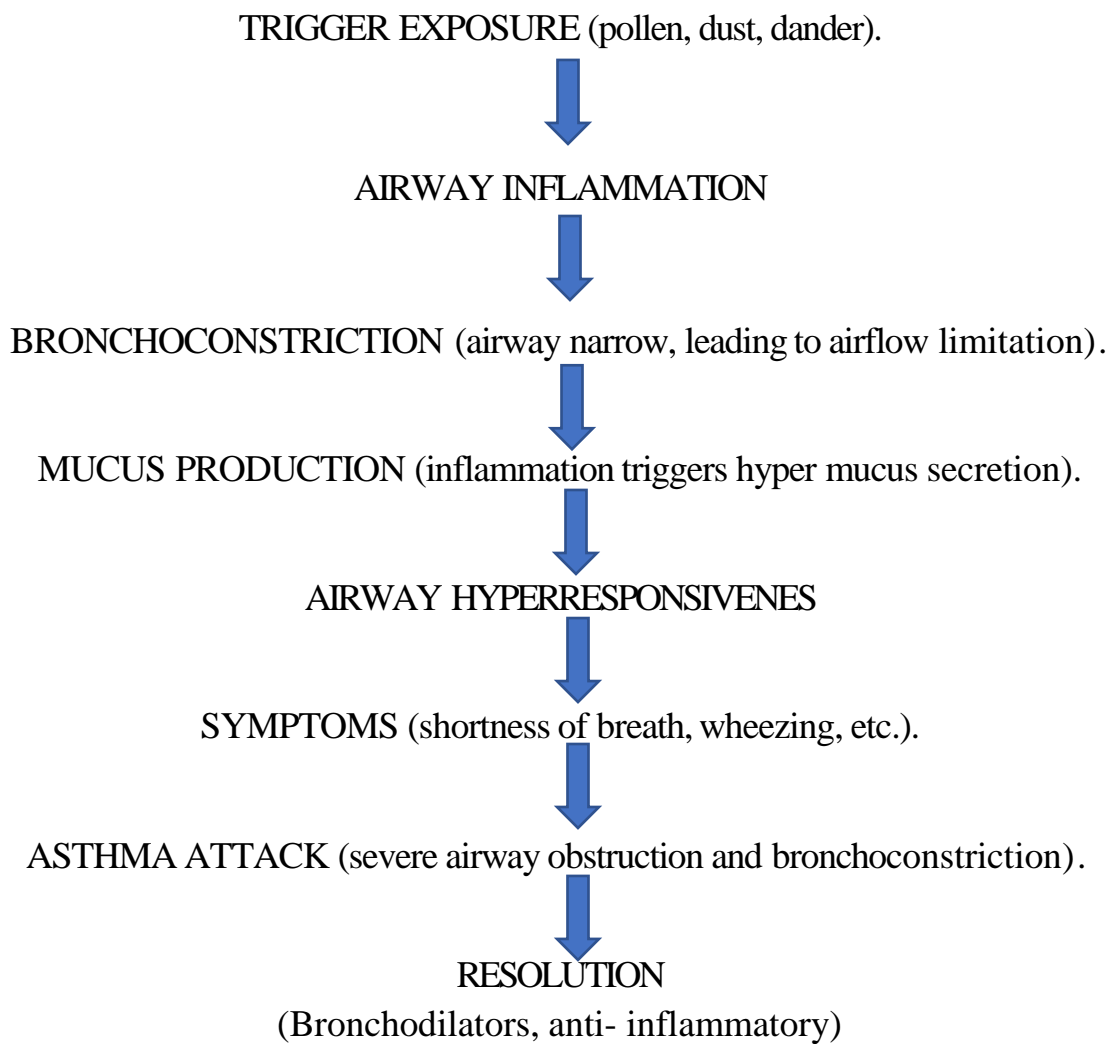 TRIGGER EXPOSURE (pollen, dust, dander).
AIRWAY INFLAMMATION
BRONCHOCONSTRICTION (airway narrow, leading to airflow limitation).
MUCUS PRODUCTION (inflammation triggers hyper mucus secretion).
AIRWAY HYPERRESPONSIVENES
SYMPTOMS (shortness of breath, wheezing, etc.).
ASTHMA ATTACK (severe airway obstruction and bronchoconstriction).
RESOLUTION
(Bronchodilators, anti- inflammatory)